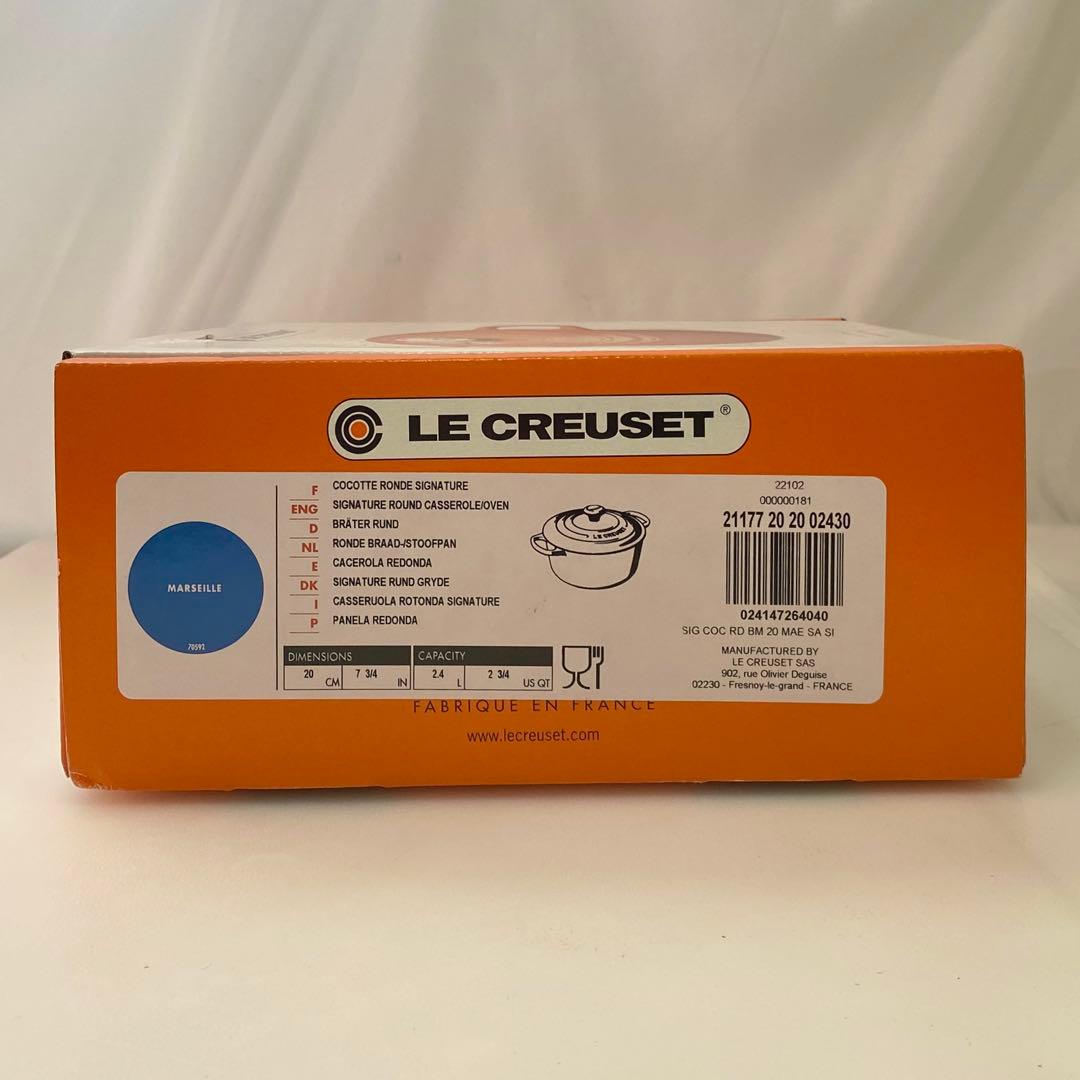 LE CREUSET®
MARSEILLE
70592
F COCOTTE RONDE SIGNATURE
ENG SIGNATURE ROUND CASSEROLE/OVEN
D BRÄTER RUND
NL RONDE BRAAD-/STOOFPAN
E CACEROLA REDONDA
DK SIGNATURE RUND GRYDE
I CASSERUOLA ROTONDA SIGNATURE
P PANELA REDONDA
DIMENSIONS
20 CM 7 3/4 IN
CAPACITY
2.4 L 2 3/4 US QT
LE CREUSET
22102
000000181
21177 20 20 02430
024147264040
SIG COC RD BM 20 MAE SA SI
MANUFACTURED BY
LE CREUSET SAS
902, rue Olivier Deguise
02230 - Fresnoy-le-grand - FRANCE
FABRIQUÉ EN FRANCE
www.lecreuset.com